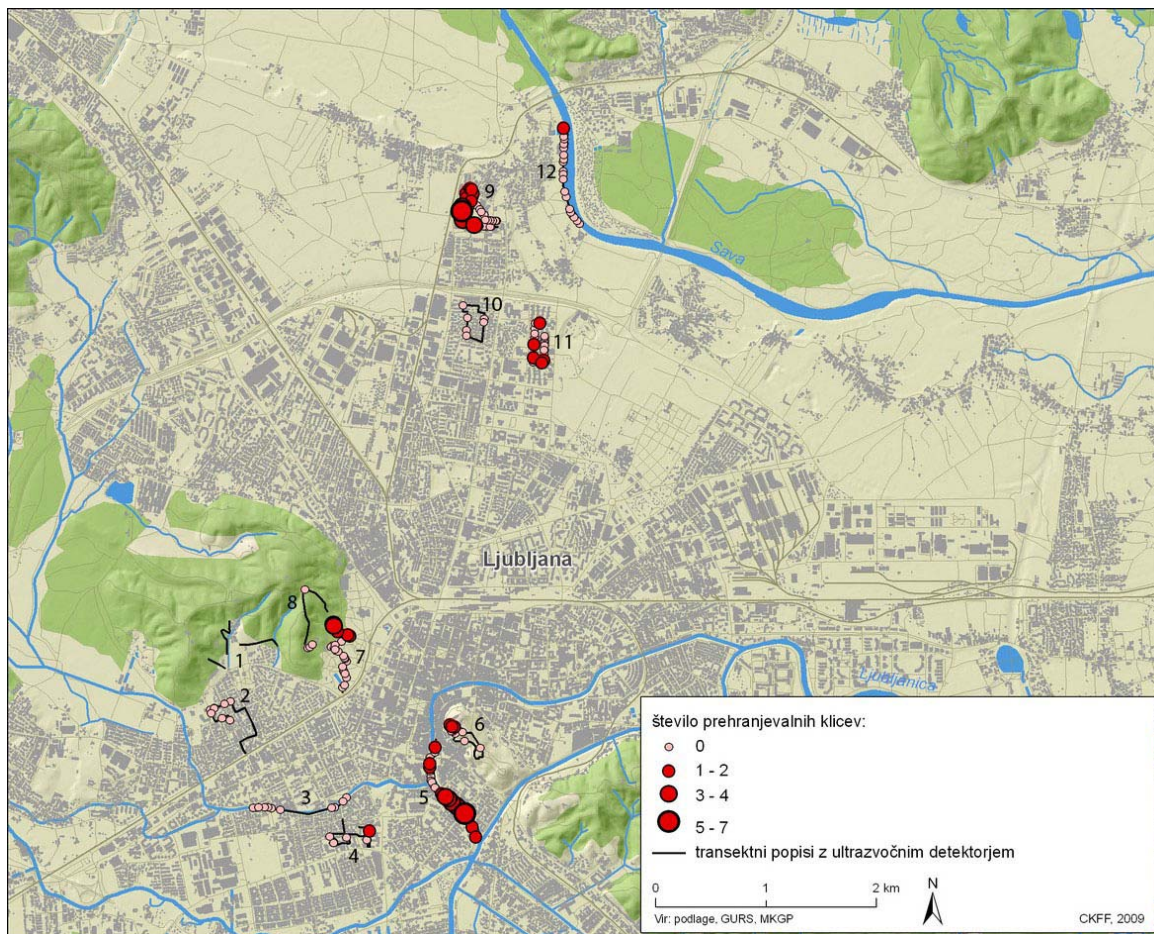 12
9
Sava
10
11
Ljubljana
8
7
1
2
Ljubljanica
6
5
3
4
število prehranjevalnih klicev:
0
1 - 2
3 - 4
5 - 7
transektni popisi z ultrazvočnim detektorjem
0 1 2 km
N
Vir: podlage, GURS, MKGP
CKFF, 2009